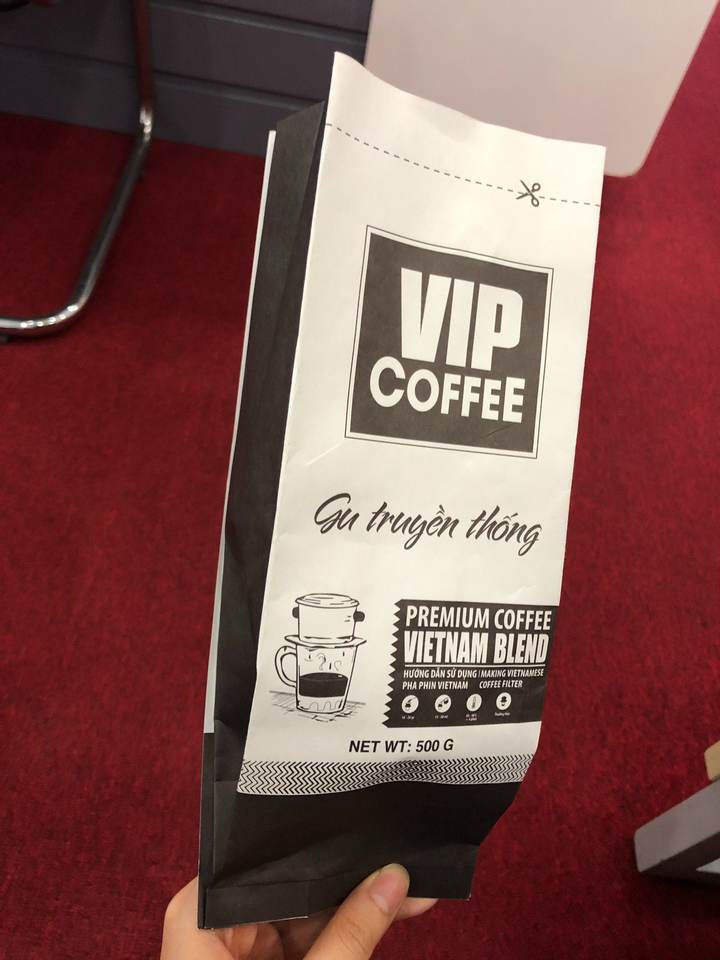 VIP
COFFEE
Gu truyền thống
PREMIUM COFFEE
VIETNAM BLEND
HƯỚNG DẪN SỬ DỤNG | MAKING VIETNAMESE
PHA PHIN VIETNAM COFFEE FILTER
NET WT: 500 G